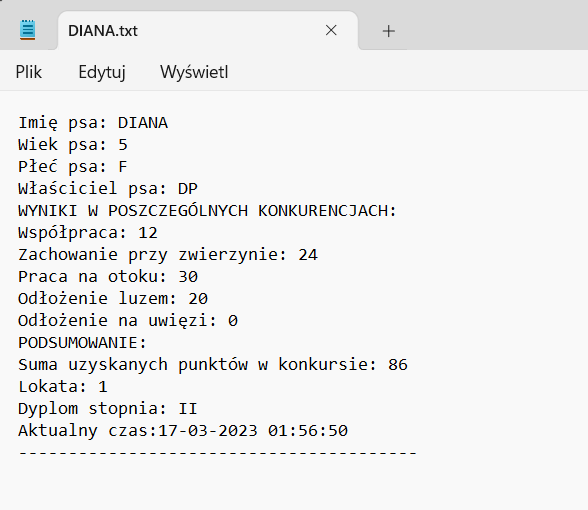 DIANA.txt
Plik Edytuj Wyświetl
Imię psa: DIANA
Wiek psa: 5
Płeć psa: F
Właściciel psa: DP
WYNIKI W POSZCZEGÓLNYCH KONKURENCJACH:
Współpraca: 12
Zachowanie przy zwierzynie: 24
Praca na otoku: 30
Odłożenie luzem: 20
Odłożenie na uwięzi: 0
PODSUMOWANIE:
Suma uzyskanych punktów w konkursie: 86
Lokata: 1
Dyplom stopnia: II
Aktualny czas:17-03-2023 01:56:50
----------------------------------------